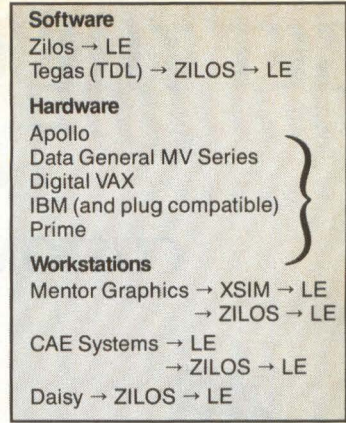 Software
Zilos → LE
Tegas (TDL) → ZILOS → LE
Hardware
Apollo
Data General MV Series
Digital VAX
IBM (and plug compatible)
Prime
Workstations
Mentor Graphics → XSIM → LE
→ ZILOS → LE
CAE Systems → LE
→ ZILOS → LE
Daisy → ZILOS → LE